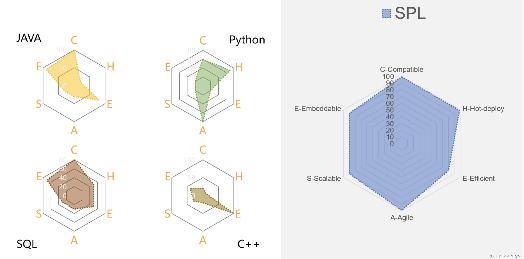 JAVA
C
E
H
S
E
A
Python
C
E
H
S
E
A
SQL
C
E
H
S
E
A
C++
C
E
H
S
E
A
SPL
C-Compatible
100
90
80
70
60
50
40
30
20
10
0
E-Embeddable
H-Hot-deploy
S-Scalable
E-Efficient
A-Agile